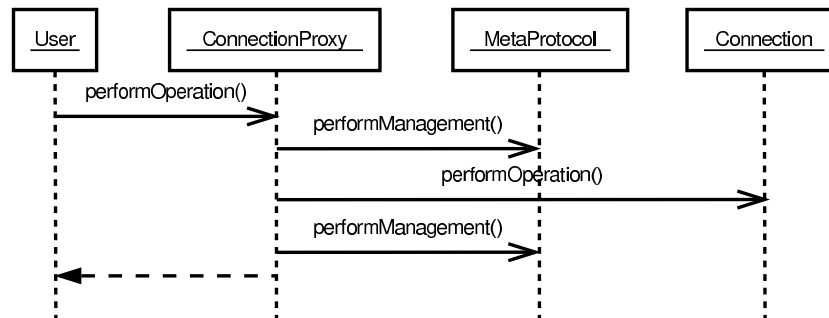 User ConnectionProxy MetaProtocol Connection
performOperation()
performManagement()
performOperation()
performManagement()